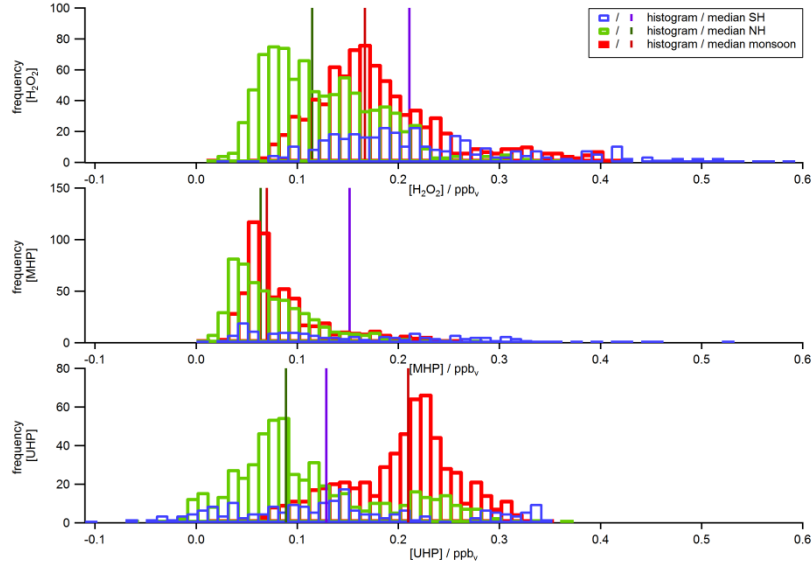 / histogram / median SH
/ histogram / median NH
/ histogram / median monsoon
frequency
[H₂O₂]
100
80
60
40
20
0
-0.1 0.0 0.1 0.2 0.3 0.4 0.5 0.6
[H₂O₂] / ppbᵥ
frequency
[MHP]
150
100
50
0
-0.1 0.0 0.1 0.2 0.3 0.4 0.5 0.6
[MHP] / ppbᵥ
frequency
[UHP]
80
60
40
20
0
-0.1 0.0 0.1 0.2 0.3 0.4 0.5 0.6
[UHP] / ppbᵥ